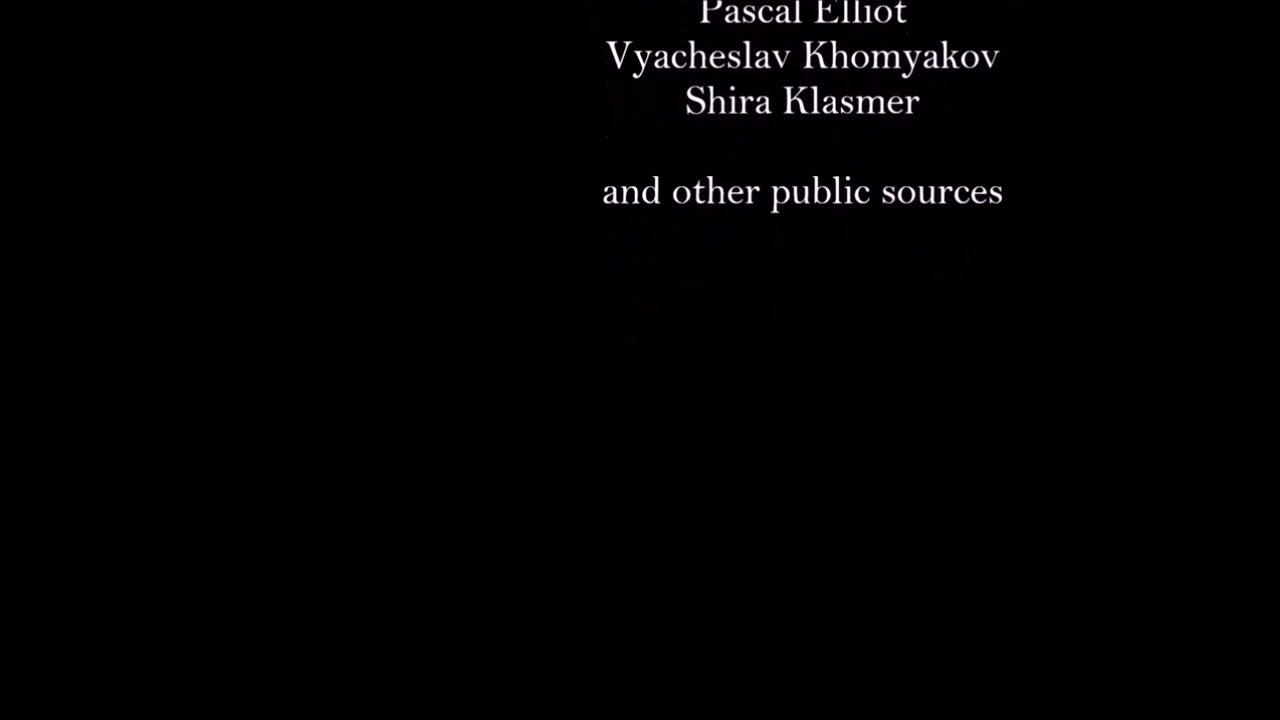 Pascal Elliot
Vyacheslav Khomyakov
Shira Klasmer
and other public sources